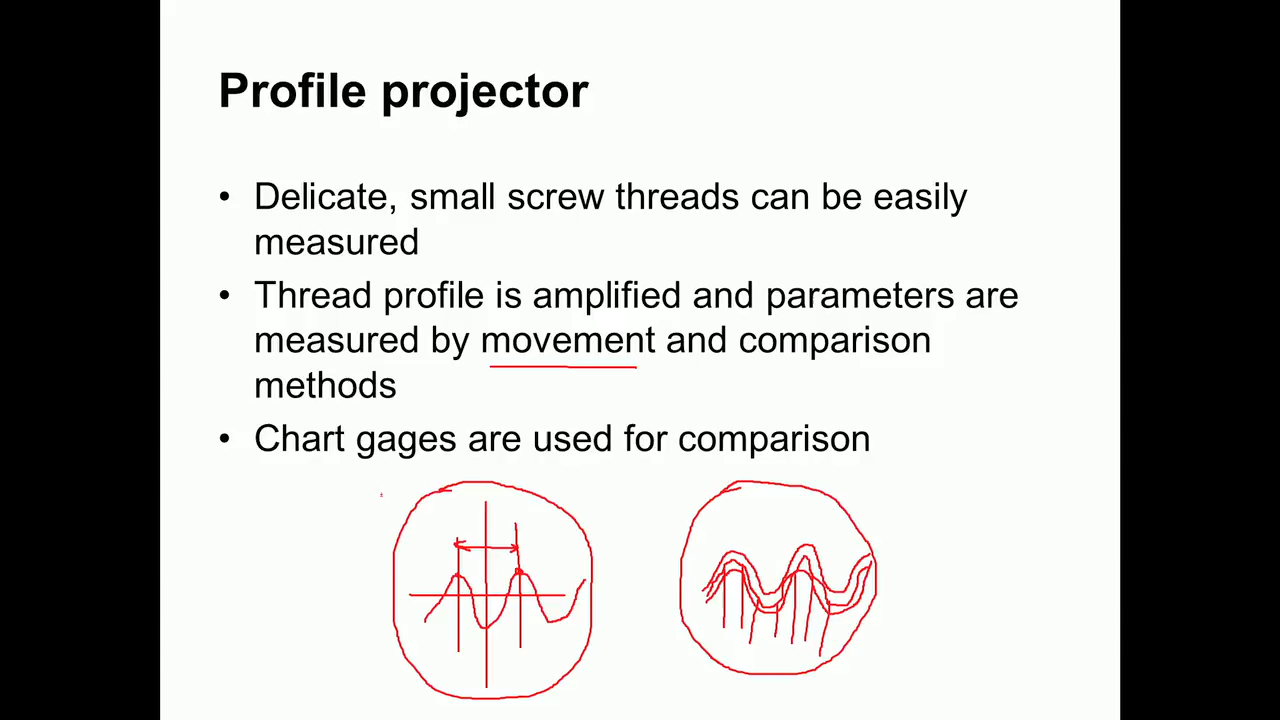 Profile projector
• Delicate, small screw threads can be easily
measured
• Thread profile is amplified and parameters are
measured by movement and comparison
methods
• Chart gages are used for comparison